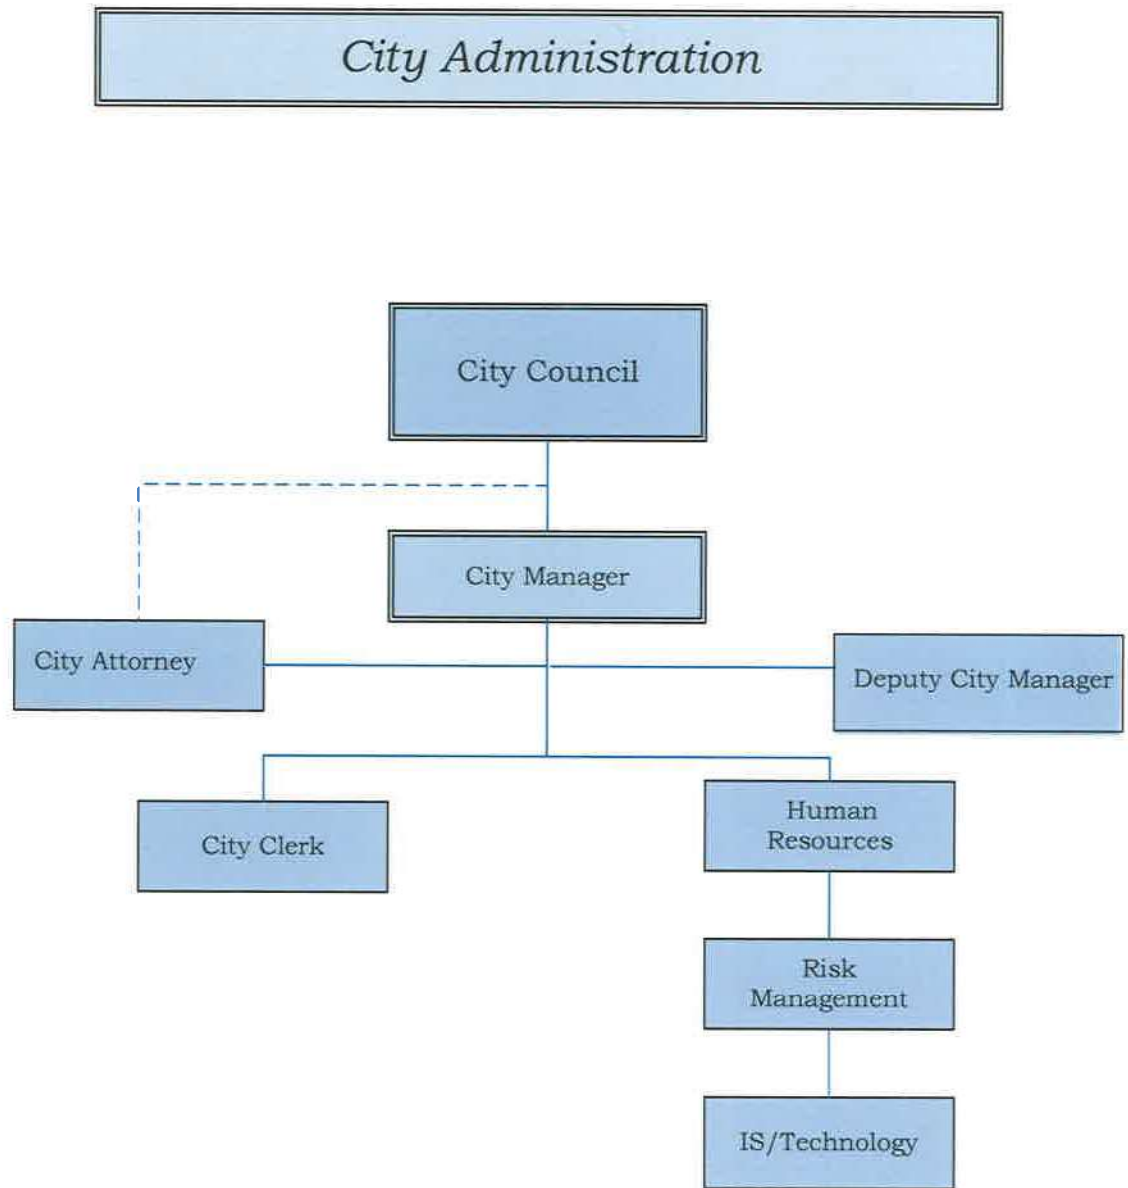 City Administration
City Council
City Manager
City Attorney
Deputy City Manager
City Clerk
Human
Resources
Risk
Management
IS/Technology